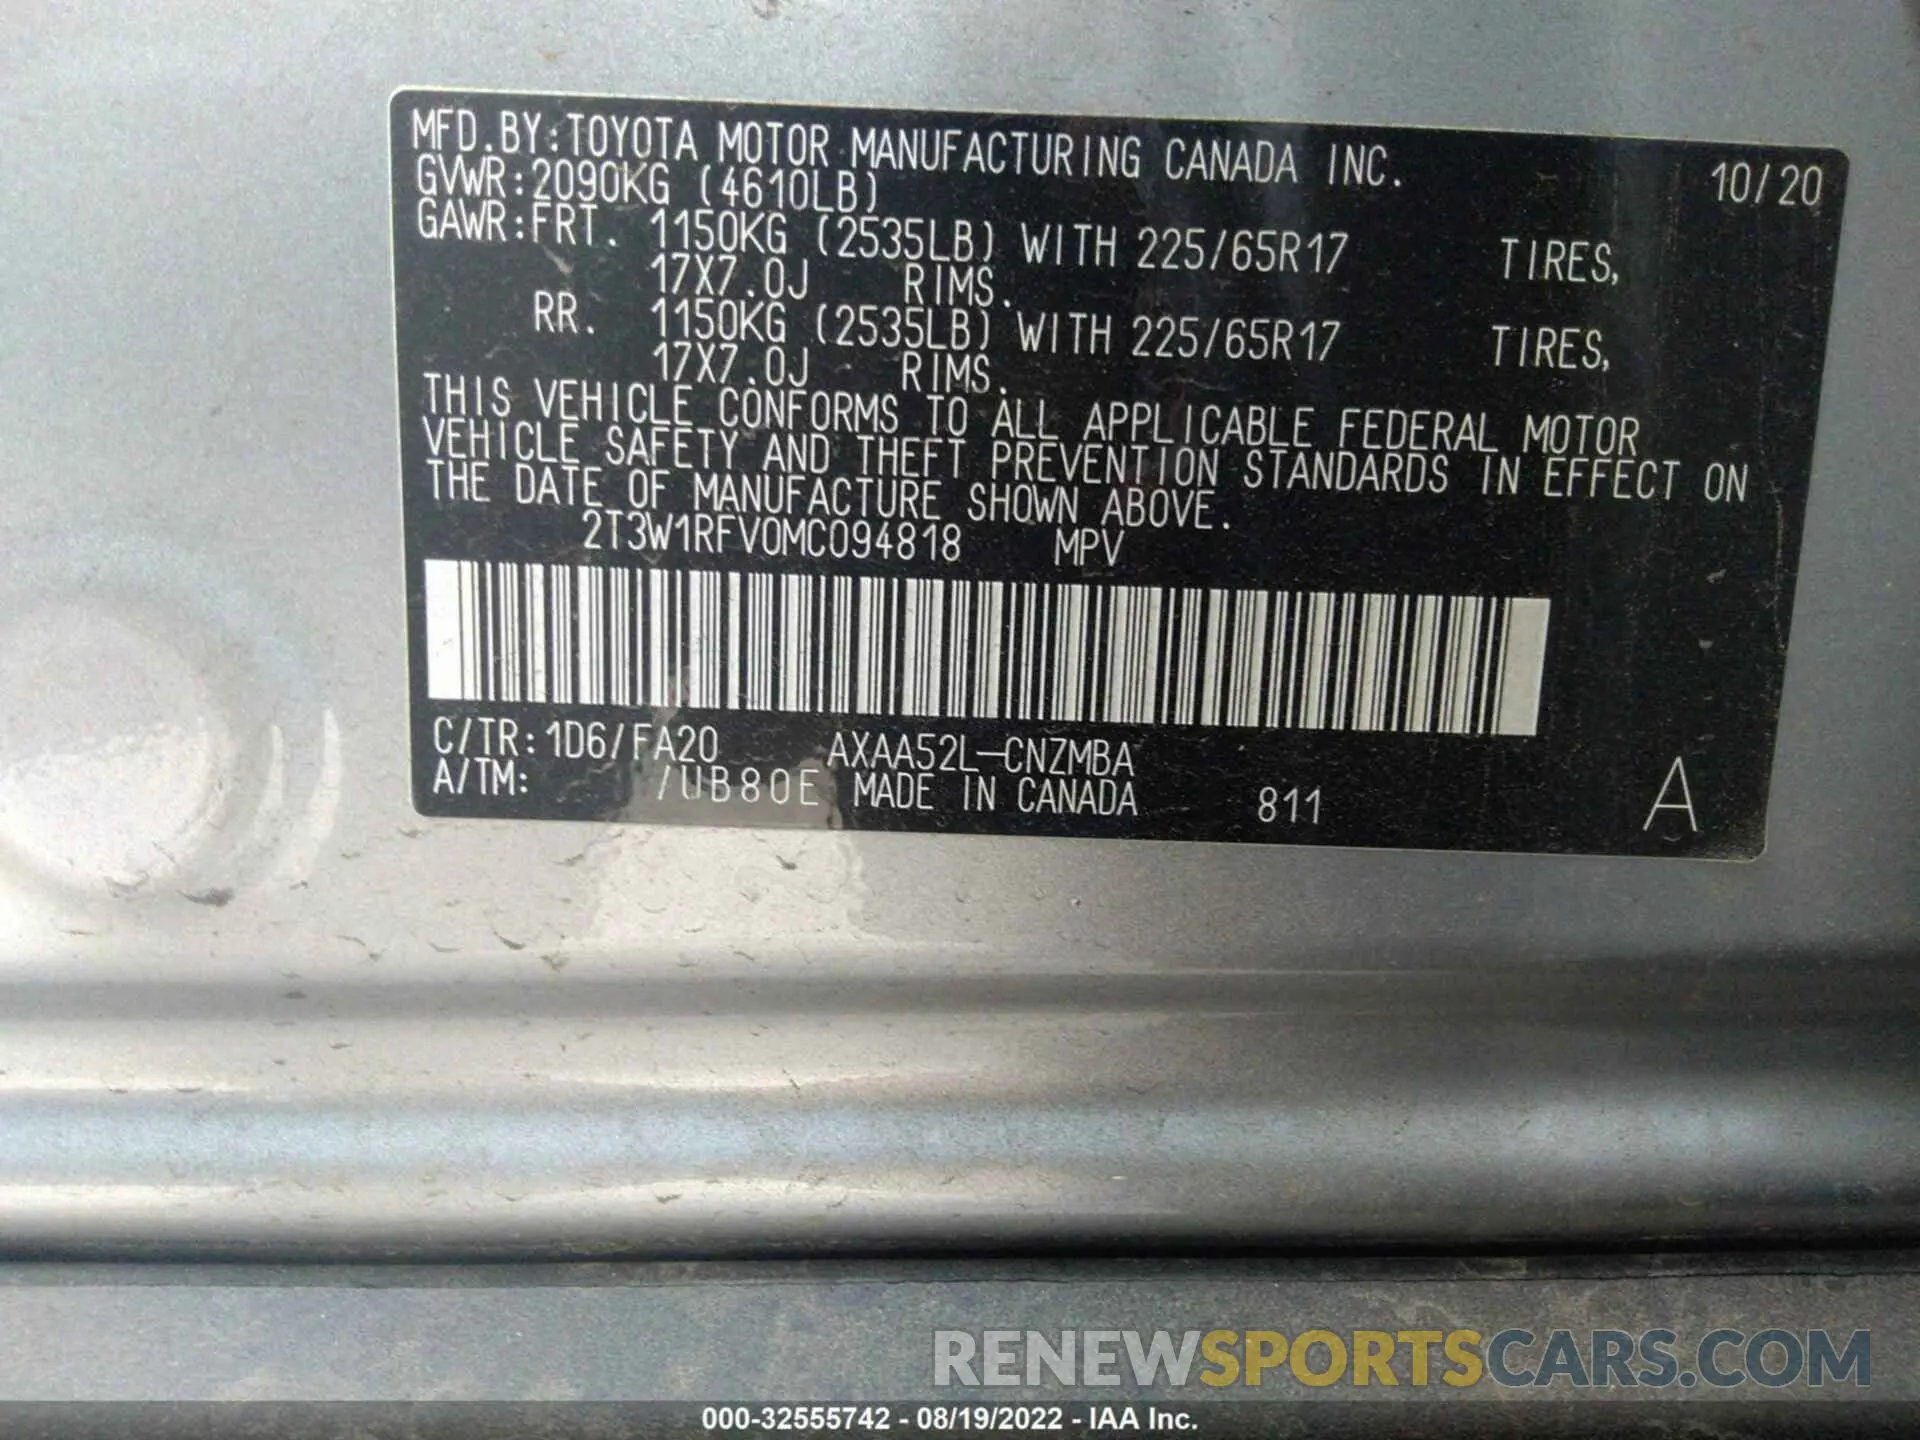 MFD.BY:TOYOTA MOTOR MANUFACTURING CANADA INC. 10/20
GVWR:2090KG (4610LB)
GAWR:FRT. 1150KG (2535LB) WITH 225/65R17 TIRES,
17X7.0J RIMS.
RR. 1150KG (2535LB) WITH 225/65R17 TIRES,
17X7.0J RIMS.
THIS VEHICLE CONFORMS TO ALL APPLICABLE FEDERAL MOTOR
VEHICLE SAFETY AND THEFT PREVENTION STANDARDS IN EFFECT ON
THE DATE OF MANUFACTURE SHOWN ABOVE.
2T3W1RFV0MC094818 MPV
C/TR:1D6/FA20 AXAA52L-CNZMBA
A/TM: /UB80E MADE IN CANADA 811 A
RENEWSPORTSCARS.COM
000-32555742 - 08/19/2022 - IAA Inc.